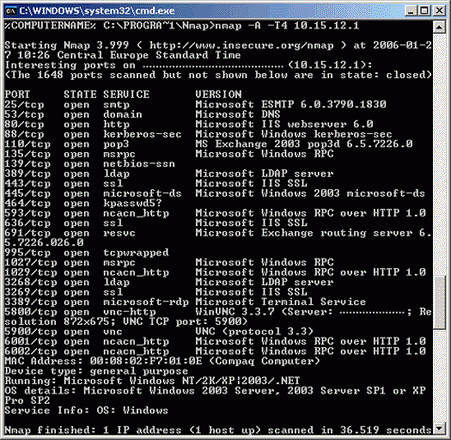 C:\WINDOWS\system32\cmd.exe
%COMPUTERNAME% C:\PROGRA~1\Nmap>nmap -A -T4 10.15.12.1
Starting Nmap 3.999 ( http://www.insecure.org/nmap ) at 2006-01-2
7 10:26 Central Europe Standard Time
Interesting ports on (10.15.12.1):
(The 1648 ports scanned but not shown below are in state: closed)
PORT STATE SERVICE VERSION
25/tcp open smtp Microsoft ESMTP 6.0.3790.1830
53/tcp open domain Microsoft DNS
80/tcp open http Microsoft IIS webserver 6.0
88/tcp open kerberos-sec Microsoft Windows kerberos-sec
110/tcp open pop3 MS Exchange 2003 pop3d 6.5.7226.0
135/tcp open msrpc Microsoft Windows RPC
139/tcp open netbios-ssn
389/tcp open ldap Microsoft LDAP server
443/tcp open ssl Microsoft IIS SSL
445/tcp open microsoft-ds Microsoft Windows 2003 microsoft-ds
464/tcp open kpasswd5?
593/tcp open ncacn_http Microsoft Windows RPC over HTTP 1.0
636/tcp open ssl Microsoft IIS SSL
691/tcp open resvc Microsoft Exchange routing server 6.
5.7226.026.0
995/tcp open tcpwrapped
1027/tcp open msrpc Microsoft Windows RPC
1029/tcp open ncacn_http Microsoft Windows RPC over HTTP 1.0
3268/tcp open ldap Microsoft LDAP server
3269/tcp open ssl Microsoft IIS SSL
3389/tcp open microsoft-rdp Microsoft Terminal Service
5800/tcp open vnc-http WinVNC 3.3.7 (Server: ; Re
solution 872x675; VNC TCP port: 5900)
5900/tcp open vnc VNC (protocol 3.3)
6001/tcp open ncacn_http Microsoft Windows RPC over HTTP 1.0
6002/tcp open ncacn_http Microsoft Windows RPC over HTTP 1.0
MAC Address: 00:08:02:F7:01:0E (Compaq Computer)
Device type: general purpose
Running: Microsoft Windows NT/2K/XP|2003/.NET
OS details: Microsoft Windows 2003 Server, 2003 Server SP1 or XP
Pro SP2
Service Info: OS: Windows
Nmap finished: 1 IP address (1 host up) scanned in 36.519 seconds